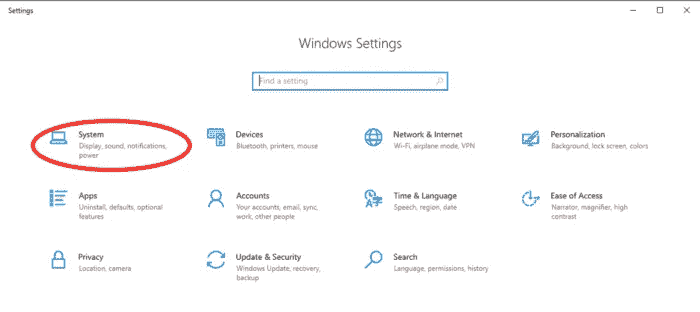 Settings
Windows Settings
Find a setting
System
Display, sound, notifications,
power
Devices
Bluetooth, printers, mouse
Network & Internet
Wi-Fi, airplane mode, VPN
Personalization
Background, lock screen, colors
Apps
Uninstall, defaults, optional
features
Accounts
Your accounts, email, sync,
work, other people
Time & Language
Speech, region, date
Ease of Access
Narrator, magnifier, high
contrast
Privacy
Location, camera
Update & Security
Windows Update, recovery,
backup
Search
Language, permissions, history